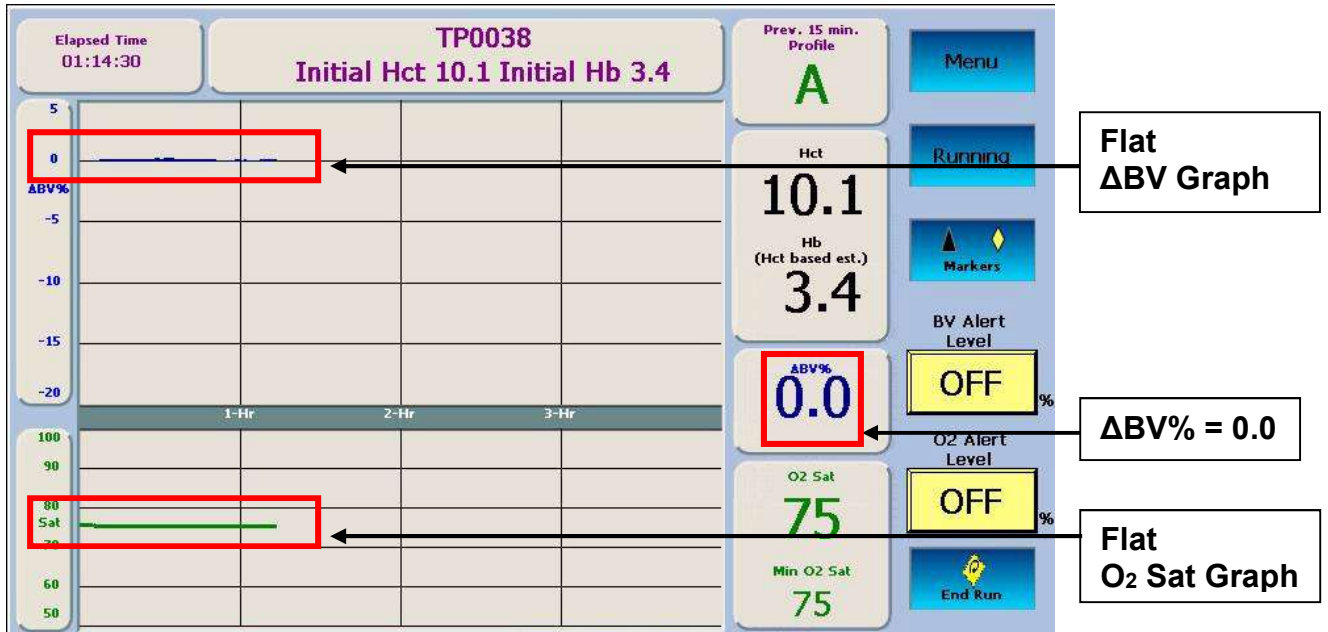 Elapsed Time
01:14:30
TP0038
Initial Hct 10.1 Initial Hb 3.4
Prev. 15 min.
Profile
A
Menu
5
0
ΔBV%
-5
-10
-15
-20
1-Hr
2-Hr
3-Hr
100
90
80
Sat
70
60
50
Hct
10.1
Hb
(Hct based est.)
3.4
ΔBV%
0.0
O2 Sat
75
Min O2 Sat
75
Running
Markers
BV Alert
Level
OFF
%
O2 Alert
Level
OFF
%
End Run
Flat
ΔBV Graph
ΔBV% = 0.0
Flat
O₂ Sat Graph